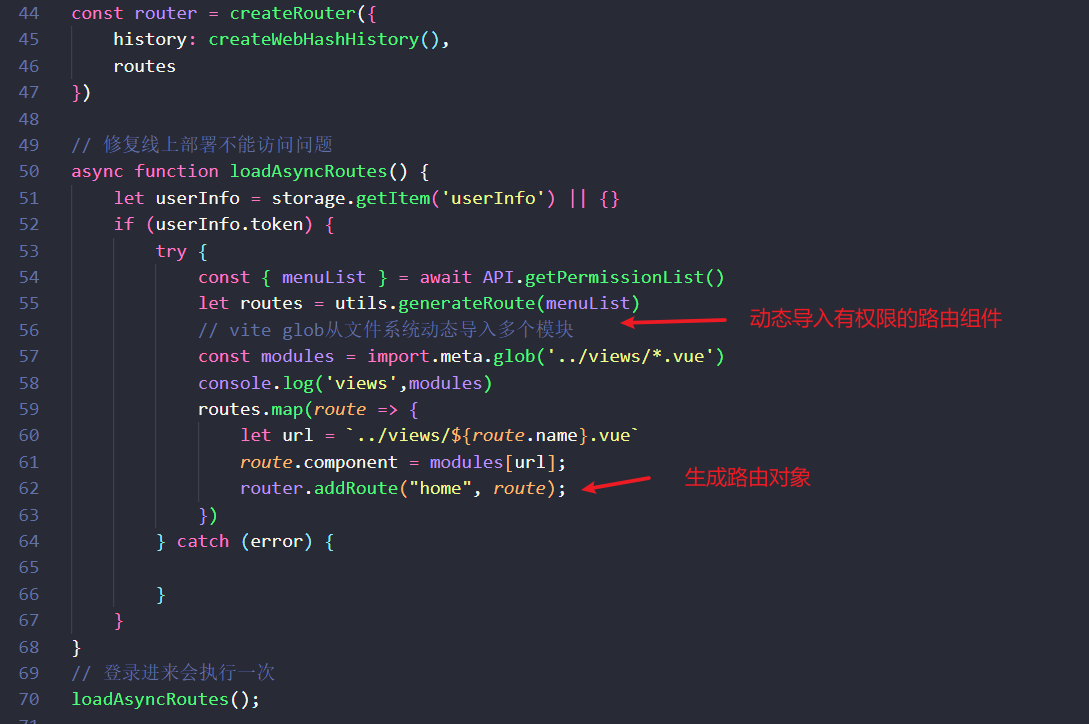 44 const router = createRouter({
45     history: createWebHashHistory(),
46     routes
47 })
48
49 // 修复线上部署不能访问问题
50 async function loadAsyncRoutes() {
51     let userInfo = storage.getItem('userInfo') || {}
52     if (userInfo.token) {
53         try {
54             const { menuList } = await API.getPermissionList()
55             let routes = utils.generateRoute(menuList)
56             // vite glob从文件系统动态导入多个模块 动态导入有权限的路由组件
57             const modules = import.meta.glob('../views/*.vue')
58             console.log('views',modules)
59             routes.map(route => {
60                 let url = `../views/${route.name}.vue`
61                 route.component = modules[url];
62                 router.addRoute("home", route); 生成路由对象
63             })
64         } catch (error) {
65
66         }
67     }
68 }
69 // 登录进来会执行一次
70 loadAsyncRoutes();